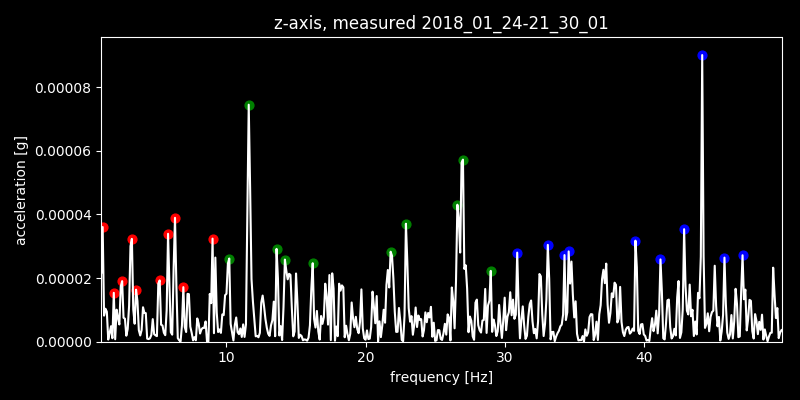 z-axis, measured 2018_01_24-21_30_01
acceleration [g]
0.00008
0.00006
0.00004
0.00002
0.00000
10 20 30 40
frequency [Hz]